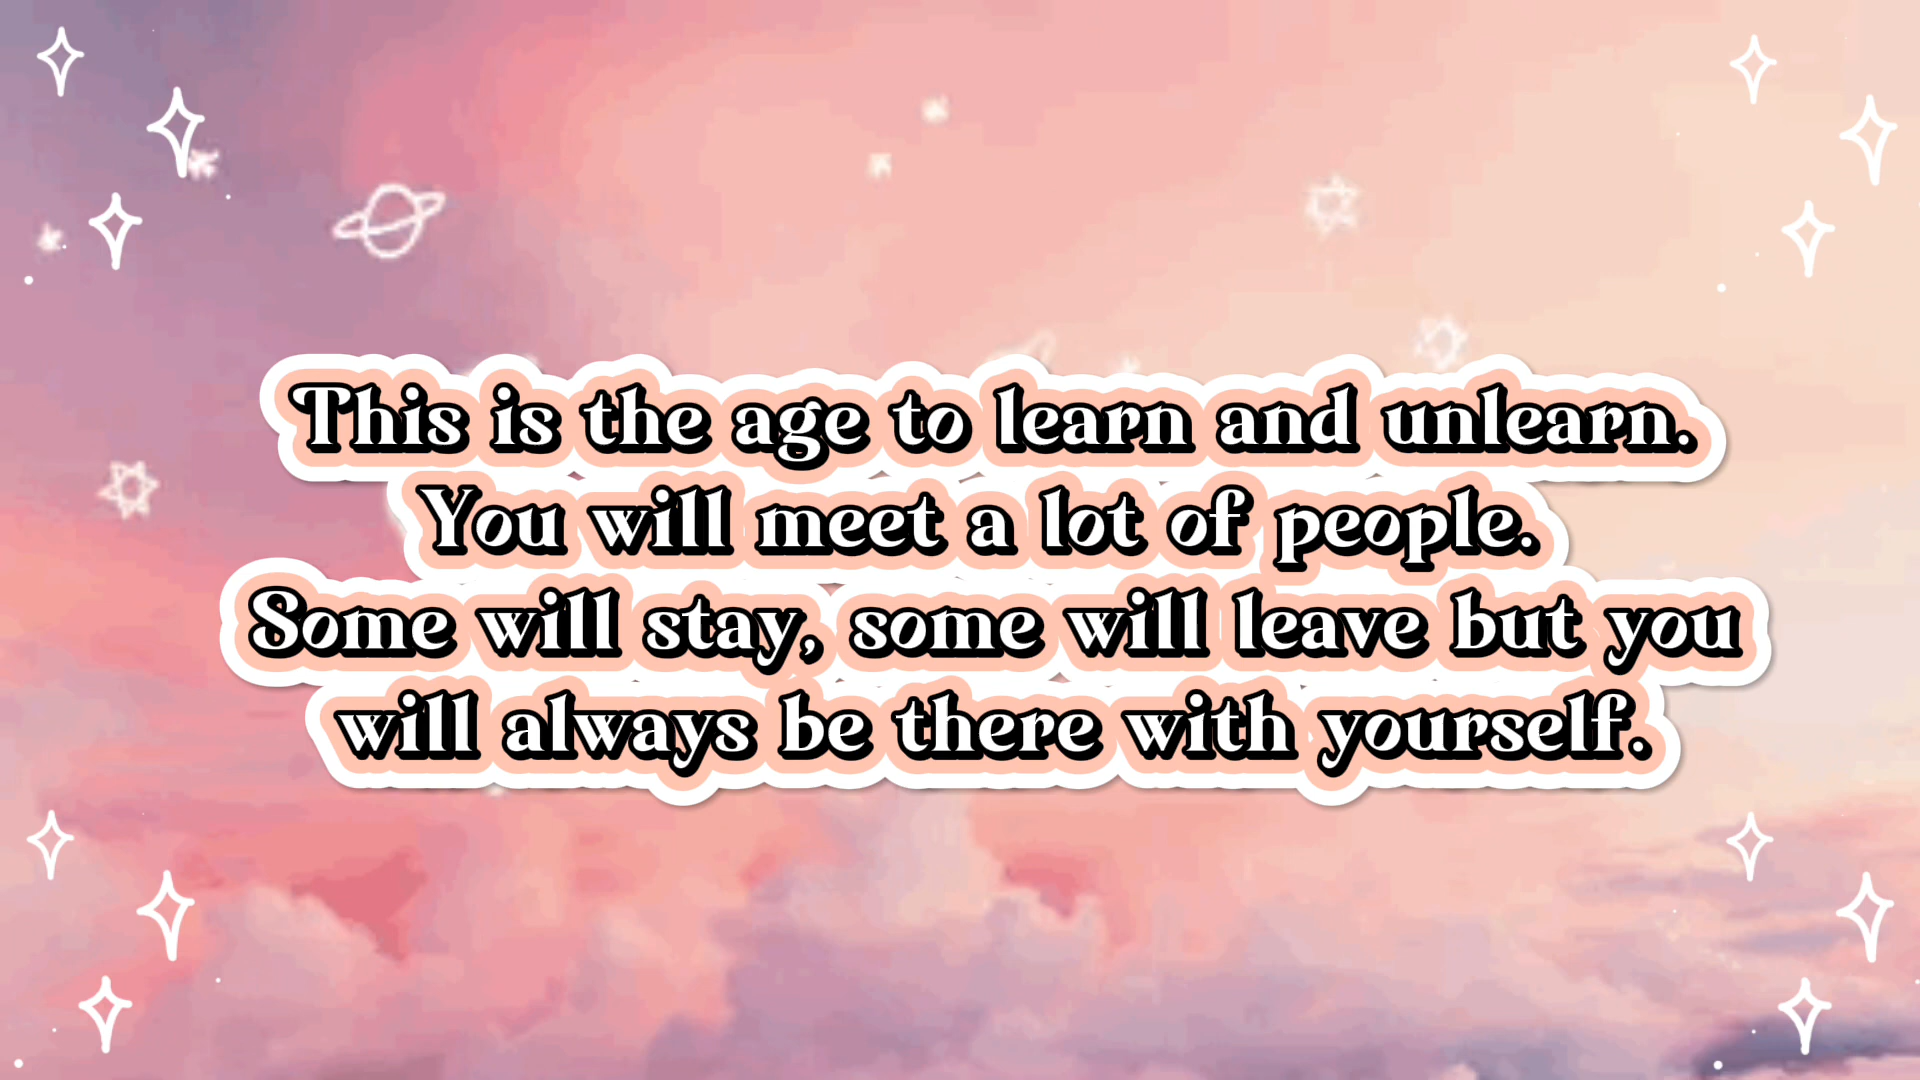 This is the age to learn and unlearn.
You will meet a lot of people.
Some will stay, some will leave but you
will always be there with yourself.